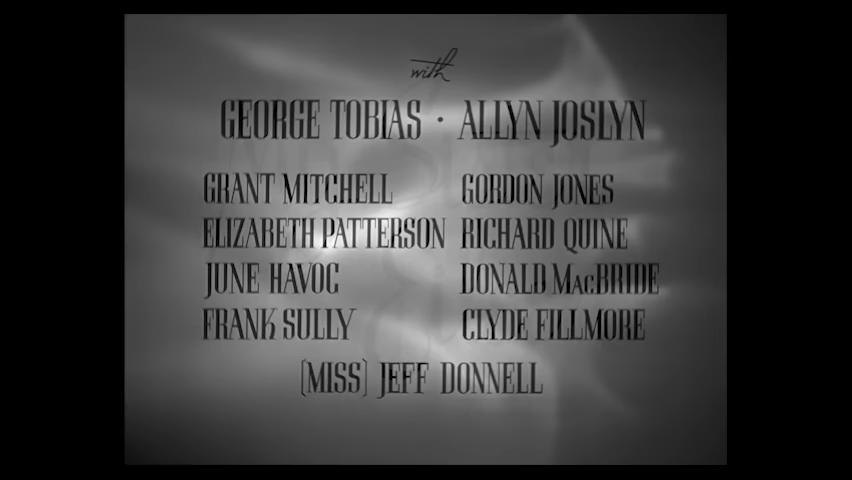 with
GEORGE TOBIAS · ALLYN JOSLYN
GRANT MITCHELL GORDON JONES
ELIZABETH PATTERSON RICHARD QUINE
JUNE HAVOC DONALD MACBRIDE
FRANK SULLY CLYDE FILLMORE
(MISS) JEFF DONNELL